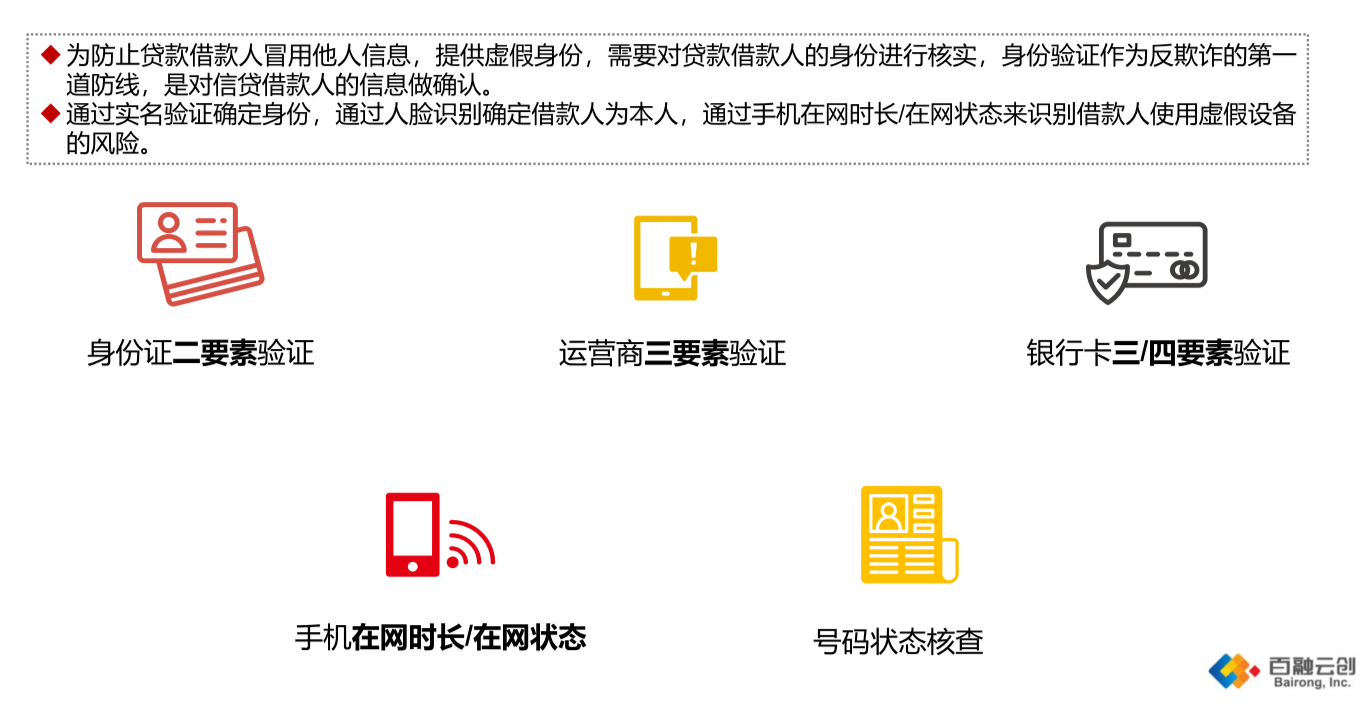 ◆为防止贷款借款人冒用他人信息，提供虚假身份，需要对贷款借款人的身份进行核实，身份验证作为反欺诈的第一
道防线，是对信贷借款人的信息做确认。
◆通过实名验证确定身份，通过人脸识别确定借款人为本人，通过手机在网时长/在网状态来识别借款人使用虚假设备
的风险。
!
身份证二要素验证
运营商三要素验证
银行卡三/四要素验证
手机在网时长/在网状态
号码状态核查
百融云创
Bairong, Inc.